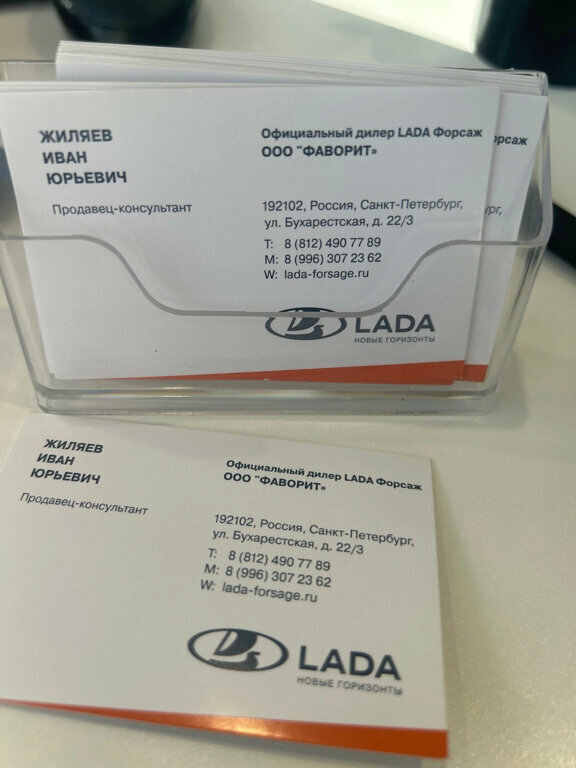 ЖИЛЯЕВ
ИВАН
ЮРЬЕВИЧ
Продавец-консультант
Официальный дилер LADA Форсаж
ООО "ФАВОРИТ»
192102, Россия, Санкт-Петербург,
ул. Бухарестская, д. 22/3
T: 8 (812) 490 77 89
M: 8 (996) 307 23 62
W: lada-forsage.ru
LADA
НОВЫЕ ГОРИЗОНТЫ
орсаж
ург,
ЖИЛЯЕВ
ИВАН
ЮРЬЕВИЧ
Продавец-консультант
Официальный дилер LADA Форсаж
ООО "ФАВОРИТ»
192102, Россия, Санкт-Петербург,
ул. Бухарестская, д. 22/3
T: 8 (812) 490 77 89
M: 8 (996) 307 23 62
W: lada-forsage.ru
LADA
НОВЫЕ ГОРИЗОНТЫ